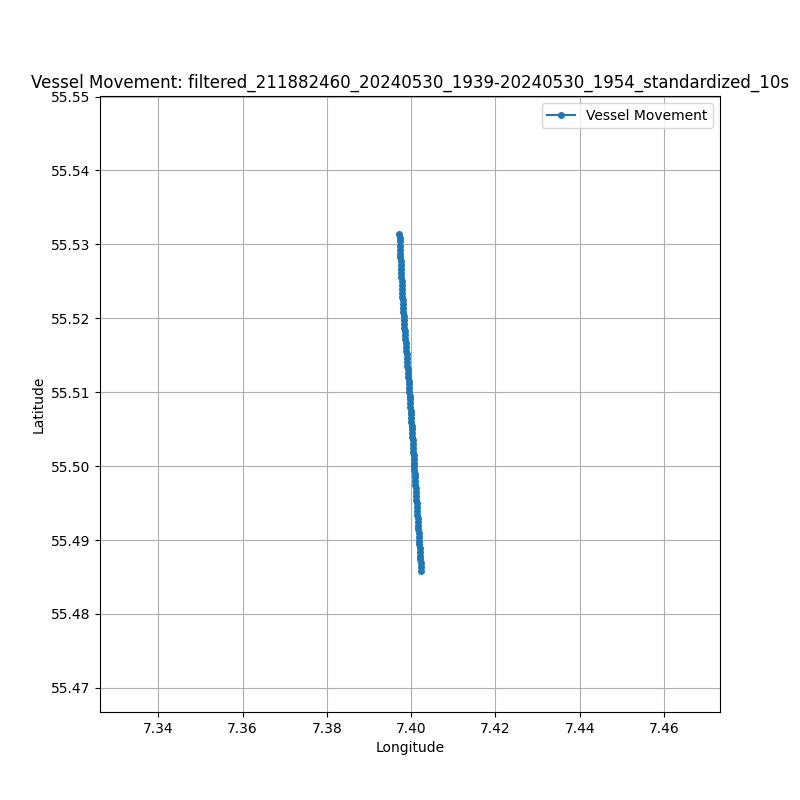 Vessel Movement: filtered_211882460_20240530_1939-20240530_1954_standardized_10s
Vessel Movement
55.55
55.54
55.53
55.52
55.51
55.50
55.49
55.48
55.47
Latitude
7.34 7.36 7.38 7.40 7.42 7.44 7.46
Longitude